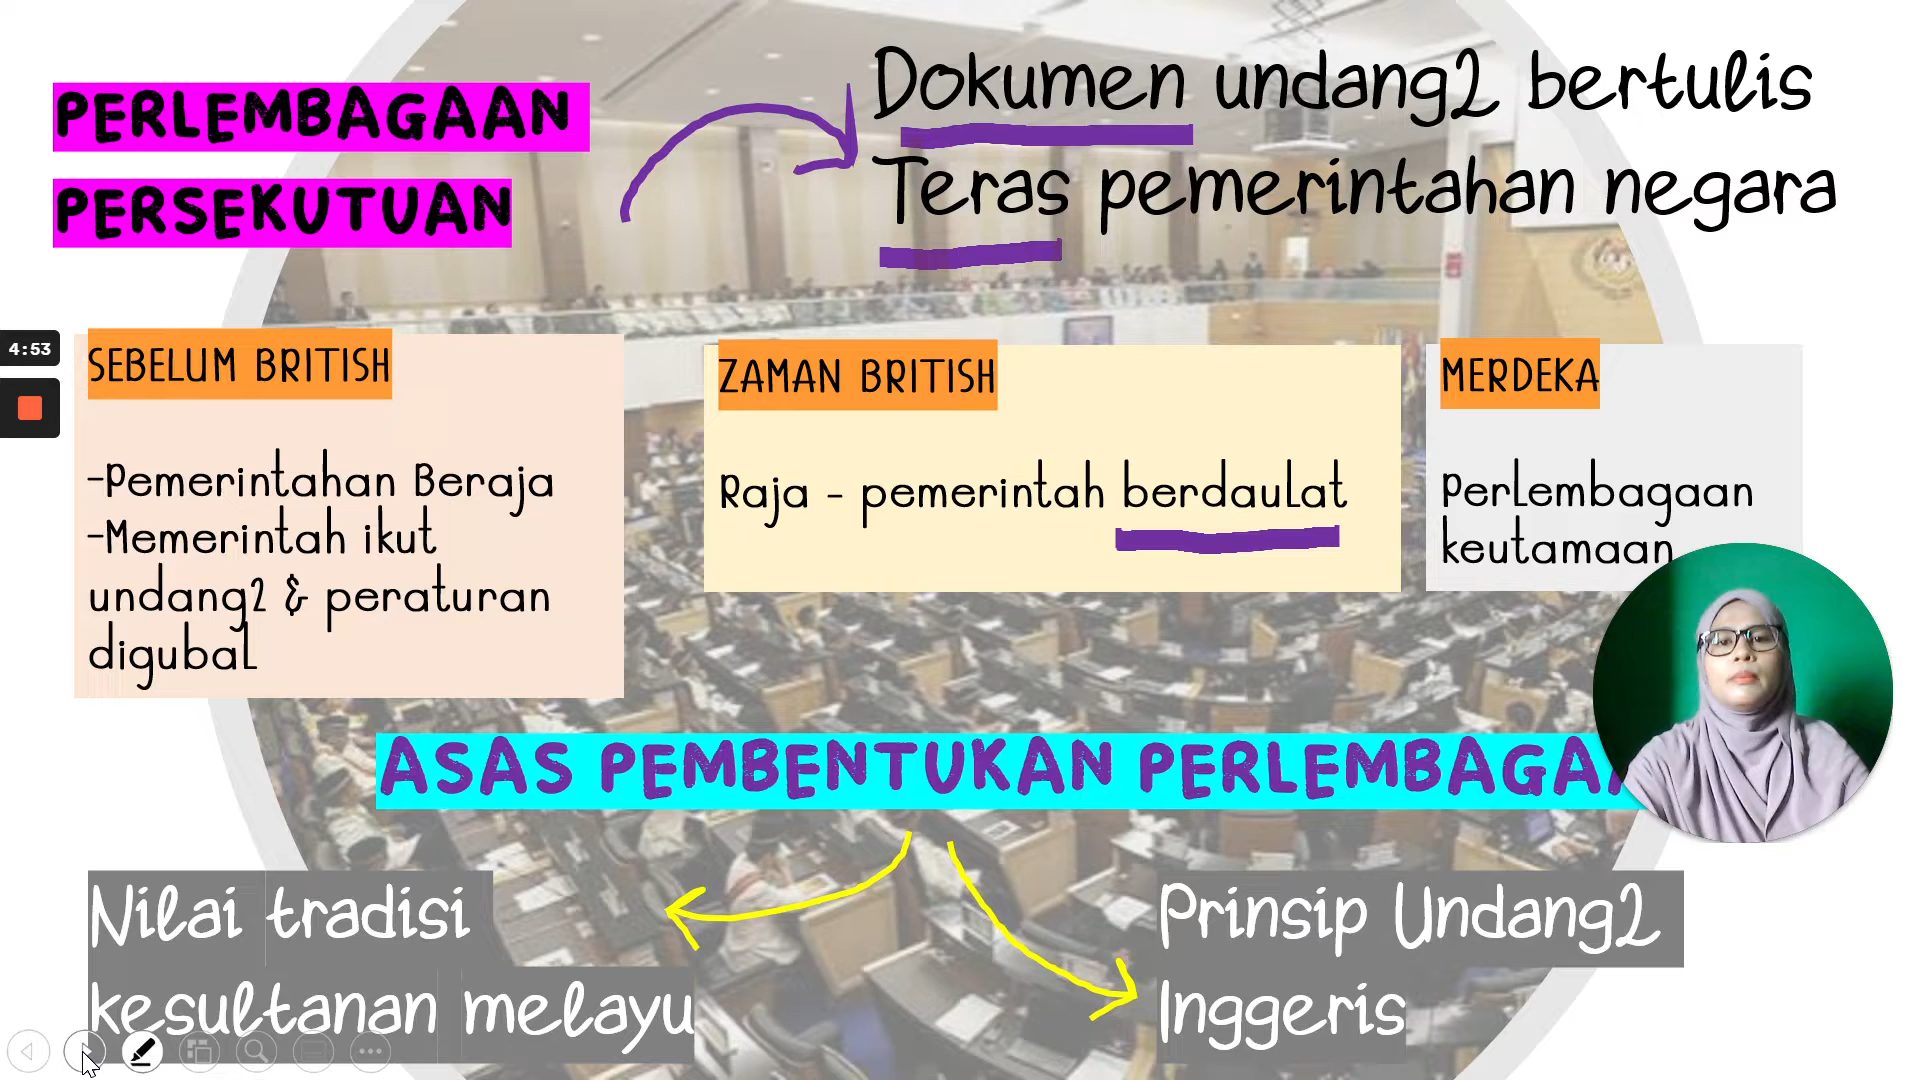 PERLEMBAGAAN
PERSEKUTUAN
Dokumen undang2 bertulis
Teras pemerintahan negara
4:53
SEBELUM BRITISH
-Pemerintahan Beraja
-Memerintah ikut
undang2 & peraturan
digubal
ZAMAN BRITISH
Raja - pemerintah berdaulat
MERDEKA
Perlembagaan
keutamaan
ASAS PEMBENTUKAN
Nilai tradisi
kesultanan melayu
Prinsip Undang2
Inggeris